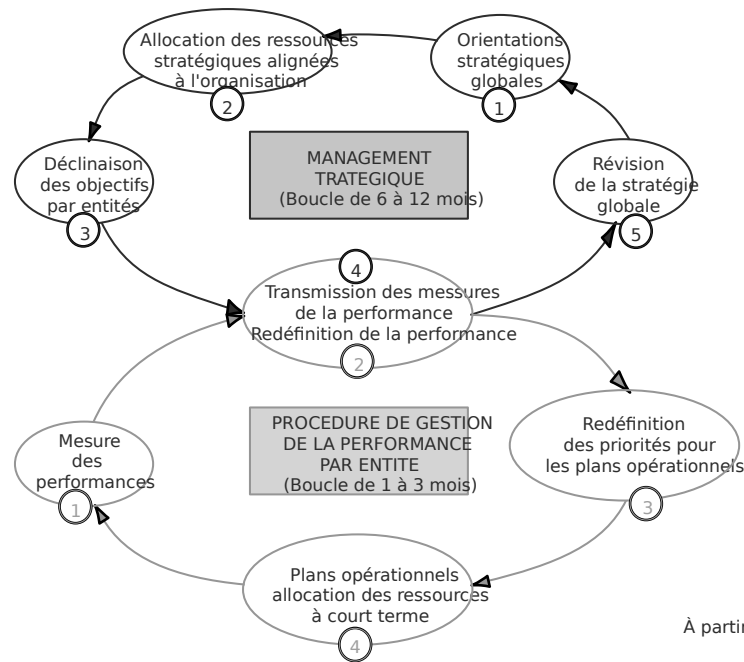 Allocation des ressources
stratégiques alignées
à l'organisation
2
Orientations
stratégiques
globales
1
Déclinaison
des objectifs
par entités
3
MANAGEMENT
TRATEGIQUE
(Boucle de 6 à 12 mois)
Révision
de la stratégie
globale
5
4
Transmission des messures
de la performance
Redéfinition de la performance
2
Mesure
des
performances
1
PROCEDURE DE GESTION
DE LA PERFORMANCE
PAR ENTITE
(Boucle de 1 à 3 mois)
Redéfinition
des priorités pour
les plans opérationnels
3
Plans opérationnels
allocation des ressources
à court terme
4
À partir